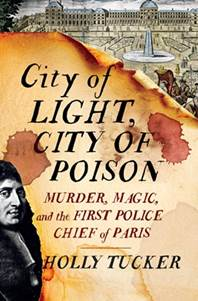 City of
LIGHT,
CITY OF
POISON
MURDER, MAGIC,
and the FIRST POLICE
CHIEF of PARIS
HOLLY TUCKER